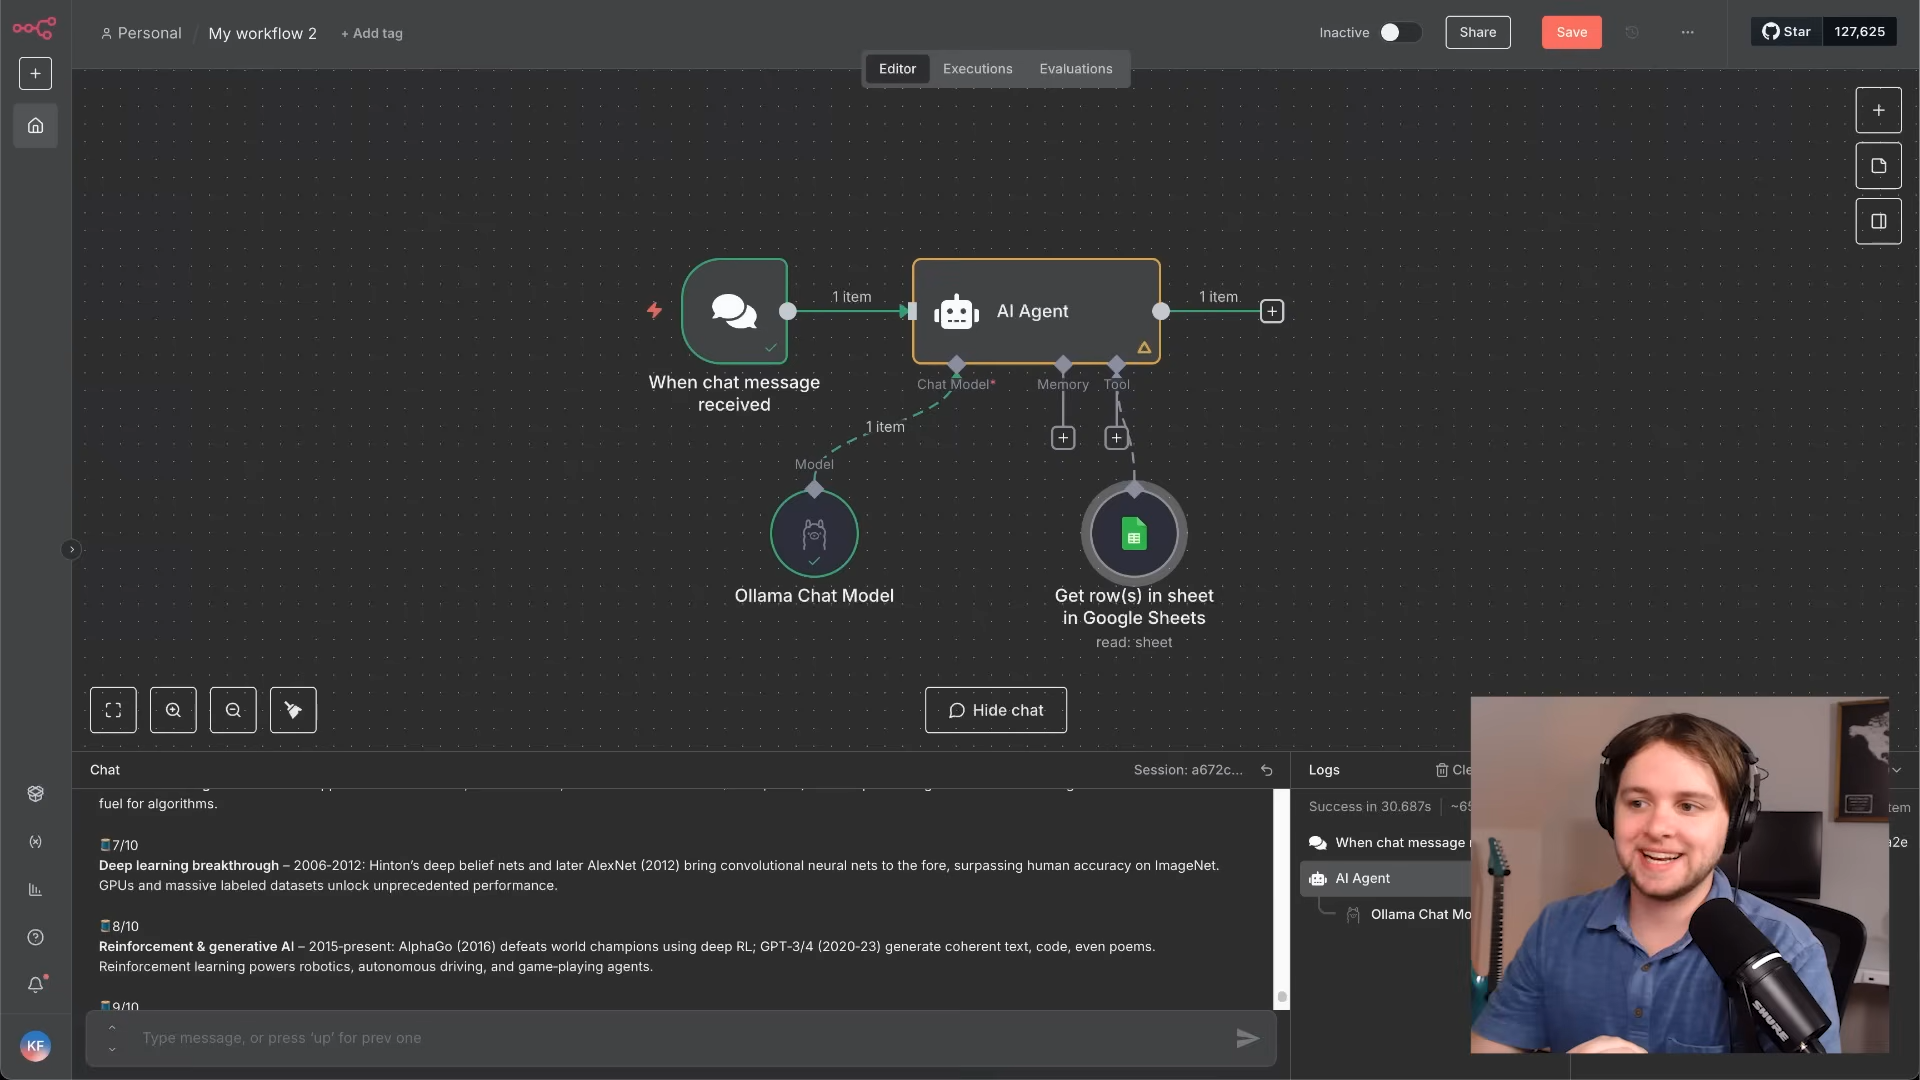 Personal / My workflow 2 + Add tag
Inactive
Share
Save
Star 127,625
Editor Executions Evaluations
1 item
AI Agent
1 item
When chat message
received
Chat Model*
Memory
Tool
1 item
Model
Ollama Chat Model
Get row(s) in sheet
in Google Sheets
read: sheet
Hide chat
Chat
Session: a672c...
Logs
fuel for algorithms.
7/10
Deep learning breakthrough – 2006-2012: Hinton’s deep belief nets and later AlexNet (2012) bring convolutional neural nets to the fore, surpassing human accuracy on ImageNet.
GPUs and massive labeled datasets unlock unprecedented performance.
8/10
Reinforcement & generative AI – 2015-present: AlphaGo (2016) defeats world champions using deep RL; GPT-3/4 (2020-23) generate coherent text, code, even poems.
Reinforcement learning powers robotics, autonomous driving, and game-playing agents.
9/10
Type message, or press ‘up’ for prev one
Success in 30.687s
When chat message
AI Agent
Ollama Chat Mo
KF
SHURE